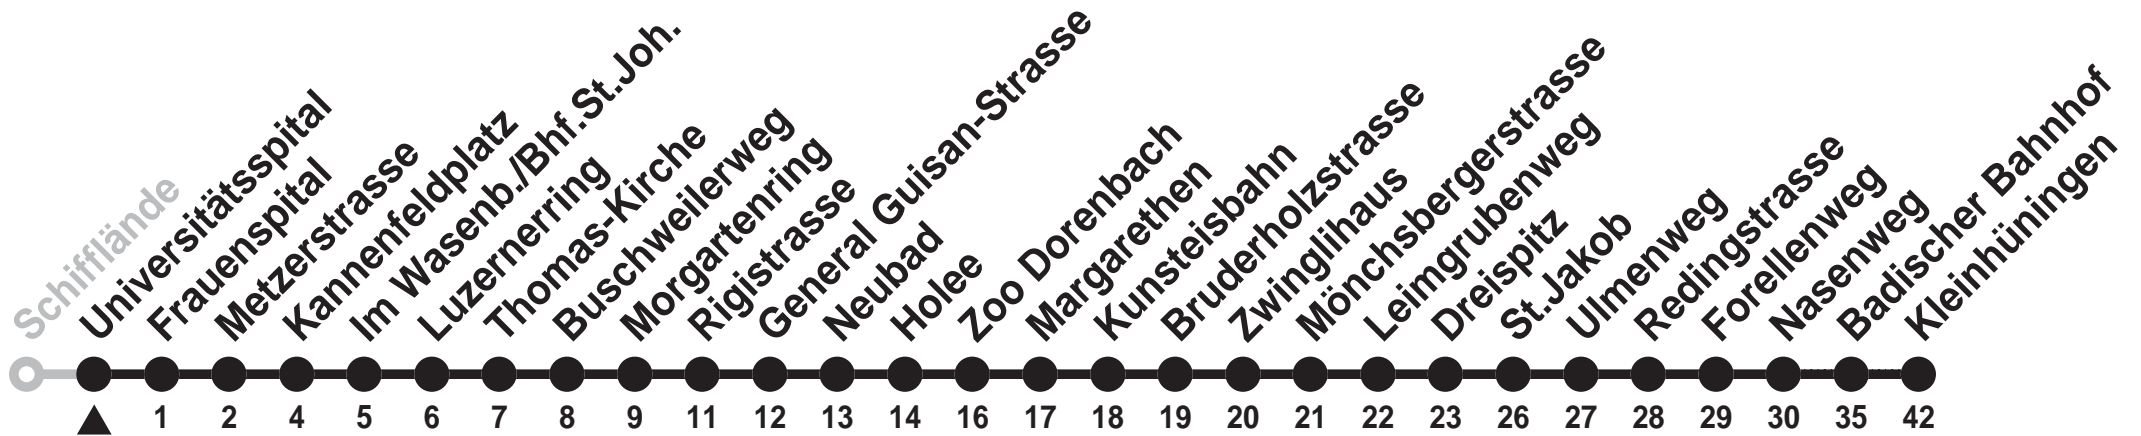 Schifflände
Universitätsspital
Frauenspital
Metzerstrasse
Kannenfeldplatz
Im Wasenb./Bhf.St.Joh.
Luzernerring
Thomas-Kirche
Buschweilerweg
Morgartenring
Rigistrasse
General Guisan-Strasse
Neubad
Holee
Zoo Dorenbach
Margarethen
Kunsteisbahn
Bruderholzstrasse
Zwinglihaus
Mönchsbergerstrasse
Leimgrubenweg
Dreispitz
St.Jakob
Ulmenweg
Redingstrasse
Forellenweg
Nasenweg
Badischer Bahnhof
Kleinhüningen
1 2 4 5 6 7 8 9 11 12 13 14 16 17 18 19 20 21 22 23 26 27 28 29 30 35 42